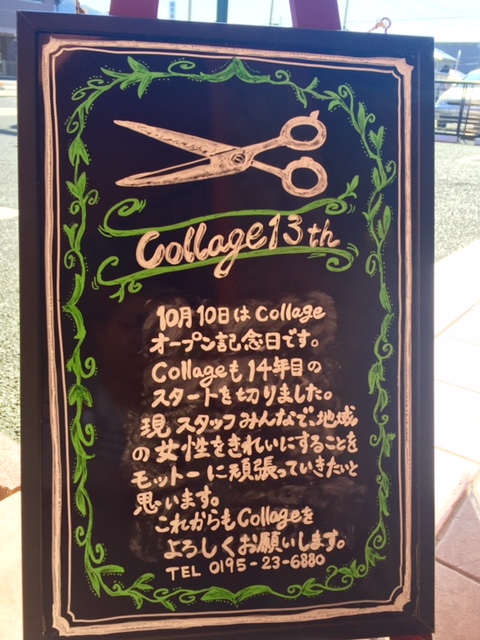 Collage13th
10月10日はCollage
オープン記念日です。
Collageも14年目の
スタートを切りました。
現スタッフみんなで、地域
の女性をきれいにすることを
モットーに頑張っていきたいと
思います。
これからもCollageを
よろしくお願いします。
TEL 0195-23-6880